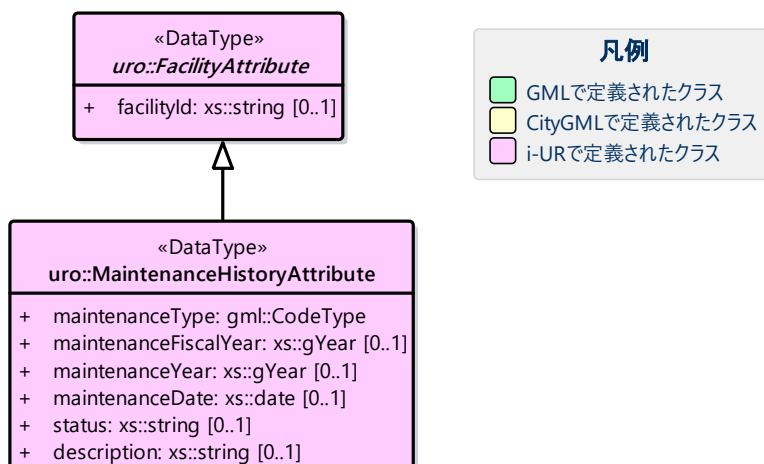 «DataType»
uro::FacilityAttribute
+ facilityId: xs::string [0..1]
凡例
GMLで定義されたクラス
CityGMLで定義されたクラス
i-URで定義されたクラス
«DataType»
uro::MaintenanceHistoryAttribute
+ maintenanceType: gml::CodeType
+ maintenanceFiscalYear: xs::gYear [0..1]
+ maintenanceYear: xs::gYear [0..1]
+ maintenanceDate: xs::date [0..1]
+ status: xs::string [0..1]
+ description: xs::string [0..1]